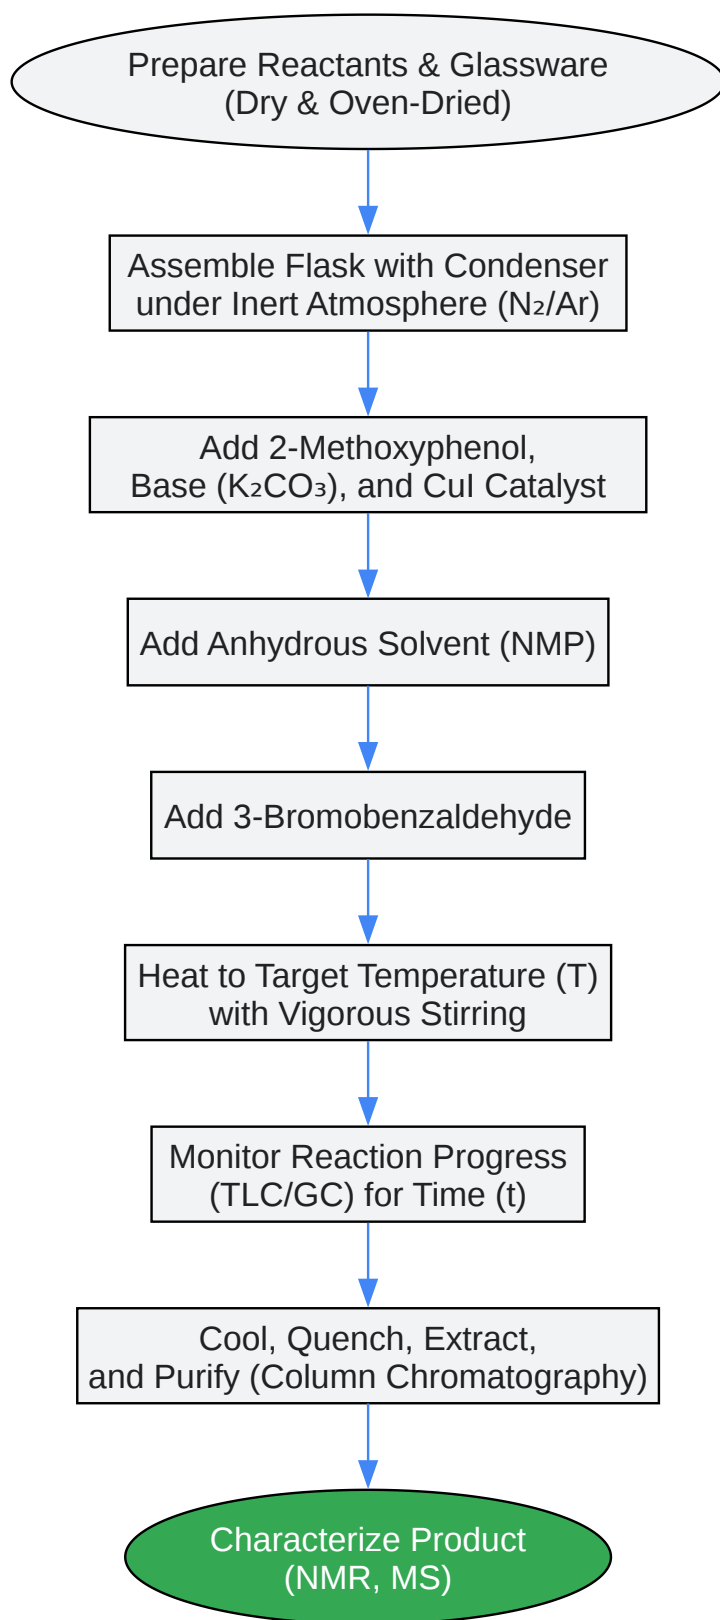 Prepare Reactants & Glassware
(Dry & Oven-Dried)
Assemble Flask with Condenser
under Inert Atmosphere (N₂/Ar)
Add 2-Methoxyphenol,
Base (K₂CO₃), and CuI Catalyst
Add Anhydrous Solvent (NMP)
Add 3-Bromobenzaldehyde
Heat to Target Temperature (T)
with Vigorous Stirring
Monitor Reaction Progress
(TLC/GC) for Time (t)
Cool, Quench, Extract,
and Purify (Column Chromatography)
Characterize Product
(NMR, MS)